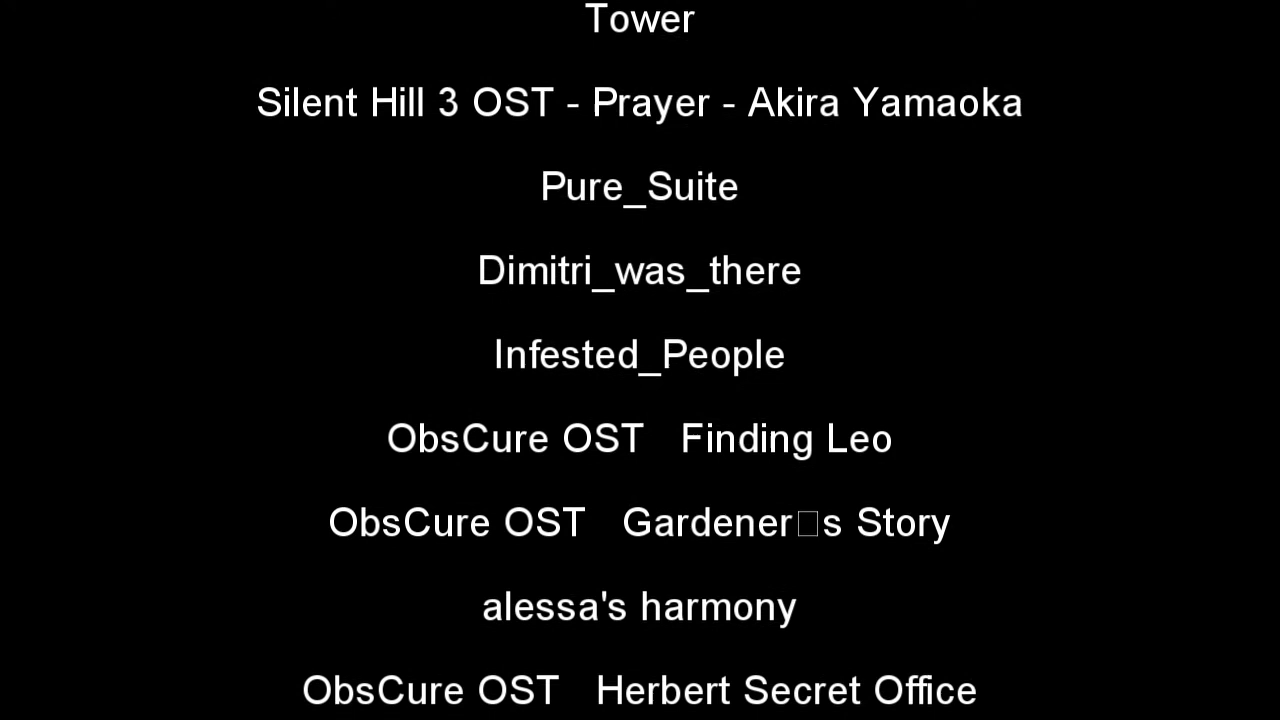 Tower
Silent Hill 3 OST - Prayer - Akira Yamaoka
Pure_Suite
Dimitri_was_there
Infested_People
ObsCure OST   Finding Leo
ObsCure OST   Gardener□s Story
alessa's harmony
ObsCure OST   Herbert Secret Office